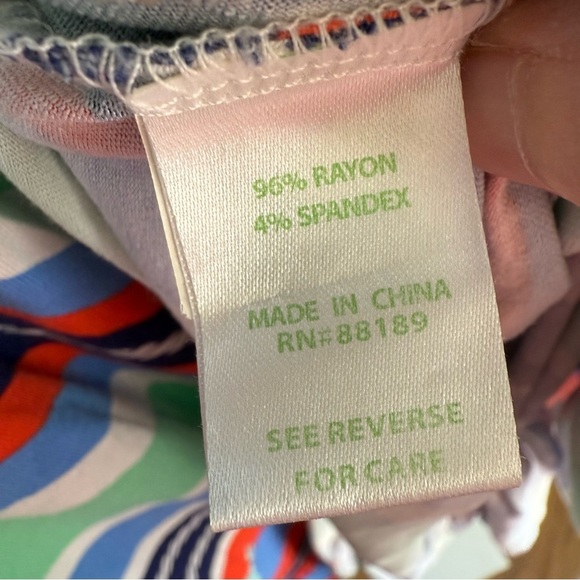 96% RAYON
4% SPANDEX
MADE IN CHINA
RN#88189
SEE REVERSE
FOR CARE